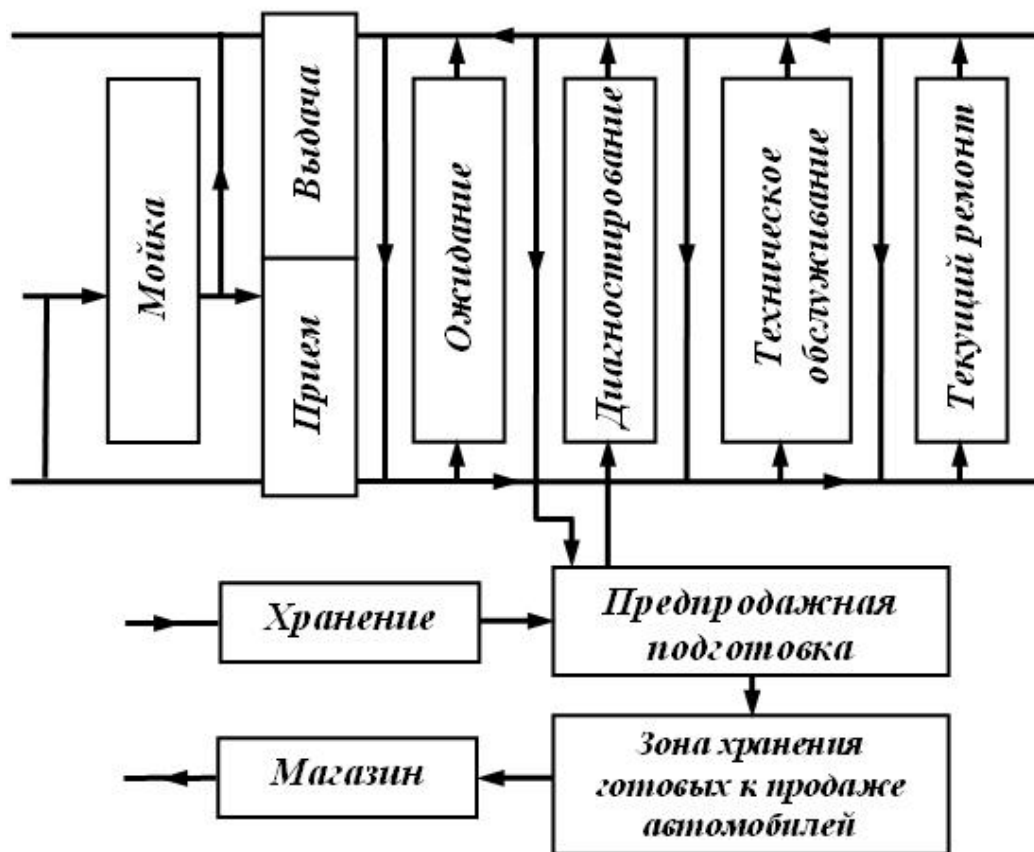 Мойка
Выдача
Прием
Ожидание
Диагностирование
Техническое
обслуживание
Текущий ремонт
Хранение
Предпродажная
подготовка
Магазин
Зона хранения
готовых к продаже
автомобилей